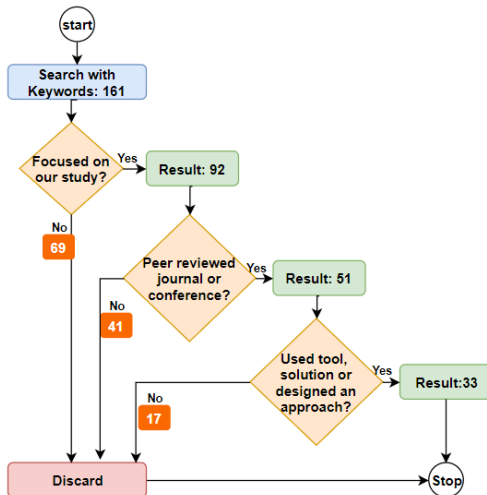 start
Search with
Keywords: 161
Focused on
our study?
Yes
Result: 92
No
69
Peer reviewed
journal or
conference?
Yes
Result: 51
No
41
Used tool,
solution or
designed an
approach?
Yes
Result:33
No
17
Discard
Stop